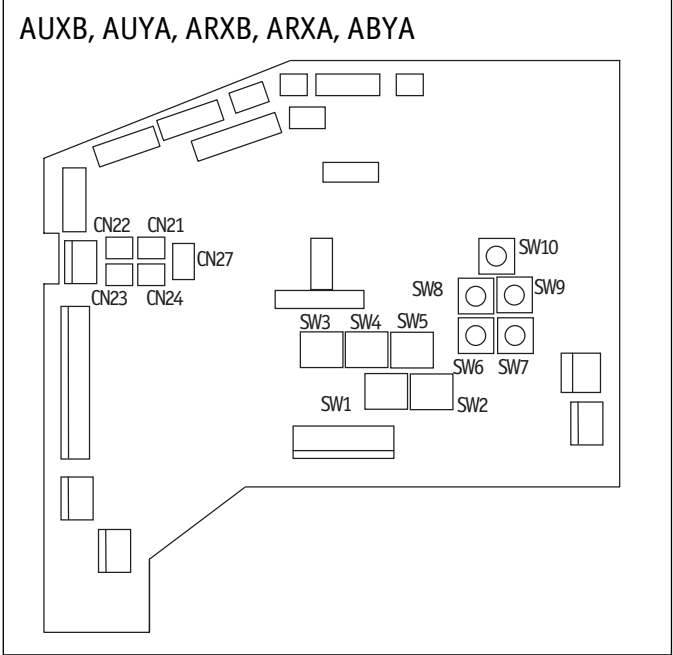 AUXB, AUYA, ARXB, ARXA, ABYA
CN22 CN21
CN27
CN23 CN24
SW10
SW8 SW9
SW3 SW4 SW5
SW6 SW7
SW1 SW2